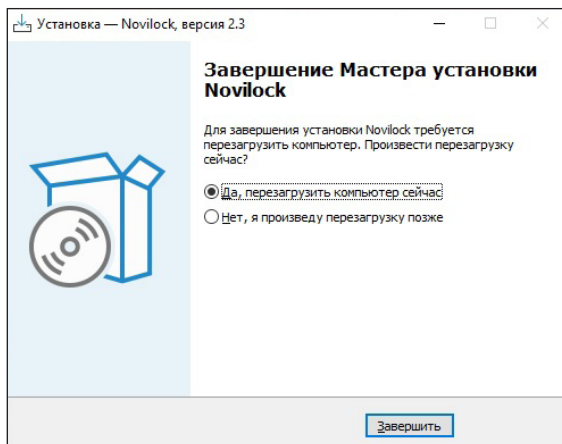 Установка — Novilock, версия 2.3
Завершение Мастера установки
Novilock
Для завершения установки Novilock требуется
перезагрузить компьютер. Произвести перезагрузку
сейчас?
Да, перезагрузить компьютер сейчас
Нет, я произведу перезагрузку позже
Завершить